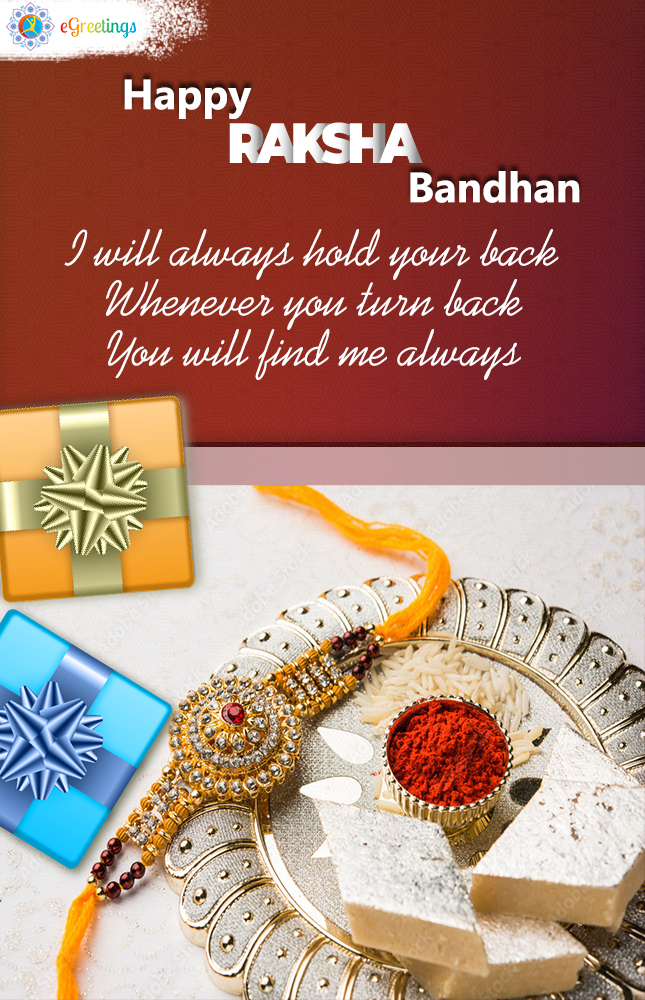 eGreetings
Happy
RAKSHA
Bandhan
I will always hold your back
Whenever you turn back
You will find me always